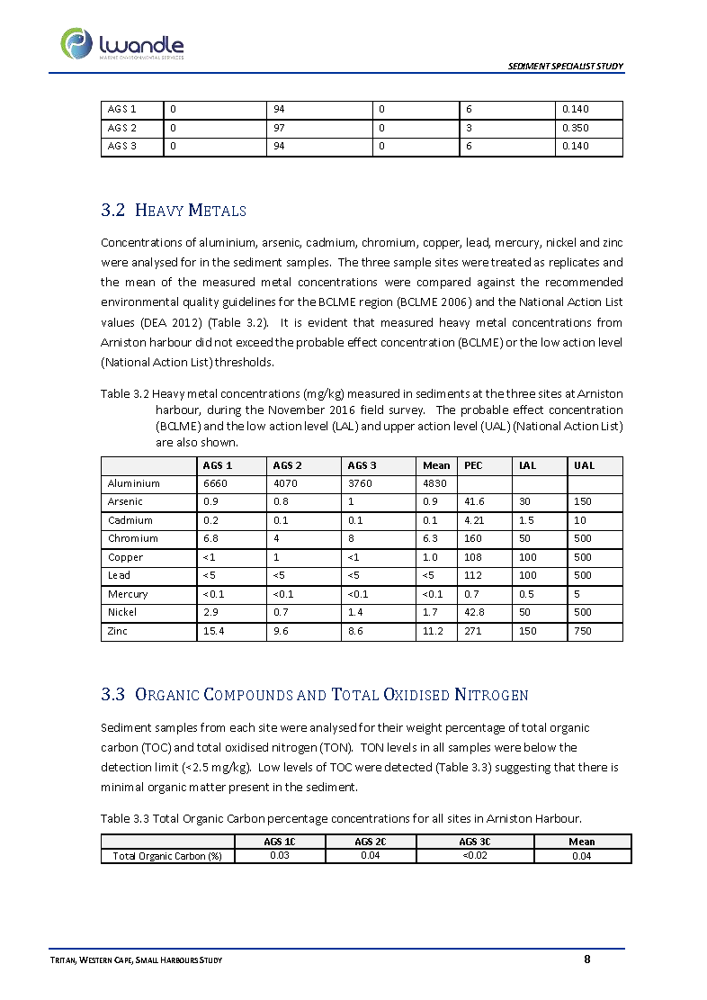 lwandle
MARINE ENVIRONMENTAL SERVICES
SEDIMENT SPECIALIST STUDY
AGS 1 0 94 0 6 0.140
AGS 2 0 97 0 3 0.350
AGS 3 0 94 0 6 0.140
3.2 HEAVY METALS
Concentrations of aluminium, arsenic, cadmium, chromium, copper, lead, mercury, nickel and zinc
were analysed for in the sediment samples. The three sample sites were treated as replicates and
the mean of the measured metal concentrations were compared against the recommended
environmental quality guidelines for the BCLME region (BCLME 2006) and the National Action List
values (DEA 2012) (Table 3.2). It is evident that measured heavy metal concentrations from
Arniston harbour did not exceed the probable effect concentration (BCLME) or the low action level
(National Action List) thresholds.
Table 3.2 Heavy metal concentrations (mg/kg) measured in sediments at the three sites at Arniston
harbour, during the November 2016 field survey. The probable effect concentration
(BCLME) and the low action level (LAL) and upper action level (UAL) (National Action List)
are also shown.
AGS 1 AGS 2 AGS 3 Mean PEC LAL UAL
Aluminium 6660 4070 3760 4830
Arsenic 0.9 0.8 1 0.9 41.6 30 150
Cadmium 0.2 0.1 0.1 0.1 4.21 1.5 10
Chromium 6.8 4 8 6.3 160 50 500
Copper <1 1 <1 1.0 108 100 500
Lead <5 <5 <5 <5 112 100 500
Mercury <0.1 <0.1 <0.1 <0.1 0.7 0.5 5
Nickel 2.9 0.7 1.4 1.7 42.8 50 500
Zinc 15.4 9.6 8.6 11.2 271 150 750
3.3 ORGANIC COMPOUNDS AND TOTAL OXIDISED NITROGEN
Sediment samples from each site were analysed for their weight percentage of total organic
carbon (TOC) and total oxidised nitrogen (TON). TON levels in all samples were below the
detection limit (<2.5 mg/kg). Low levels of TOC were detected (Table 3.3) suggesting that there is
minimal organic matter present in the sediment.
Table 3.3 Total Organic Carbon percentage concentrations for all sites in Arniston Harbour.
AGS 1C AGS 2C AGS 3C Mean
Total Organic Carbon (%) 0.03 0.04 <0.02 0.04
TRITAN, WESTERN CAPE, SMALL HARBOURS STUDY 8